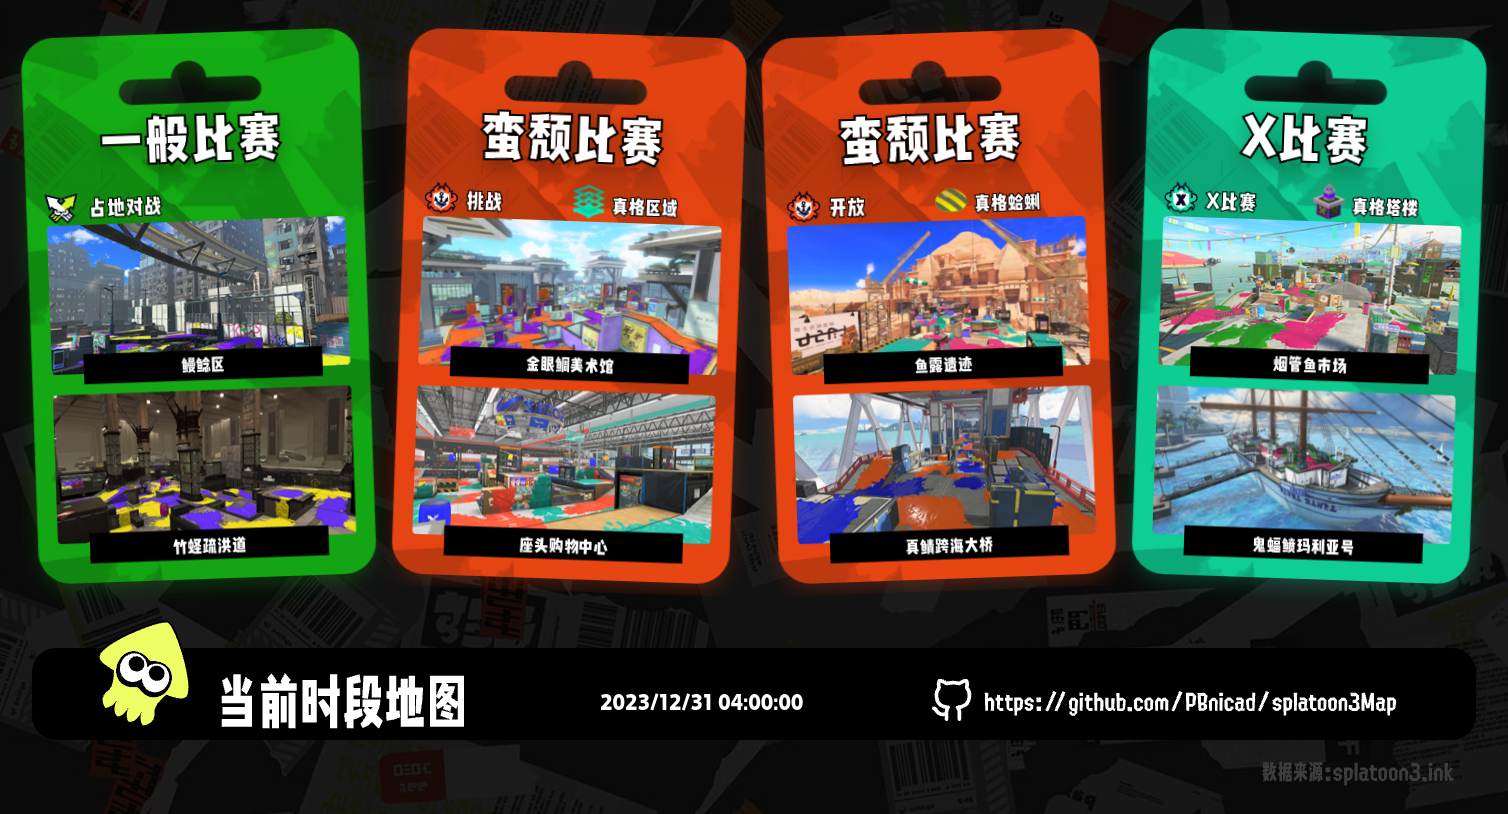 一般比赛
占地对战
鳗鲶区
竹蛏疏洪道
蛮颓比赛
挑战
真格区域
金眼鲷美术馆
座头购物中心
蛮颓比赛
开放
真格蛤蜊
鱼露遗迹
真鲭跨海大桥
X比赛
X比赛
真格塔楼
烟管鱼市场
鬼蝠鲼玛利亚号
当前时段地图
2023/12/31 04:00:00
https://github.com/PBnicad/splatoon3Map
数据来源:splatoon3.ink